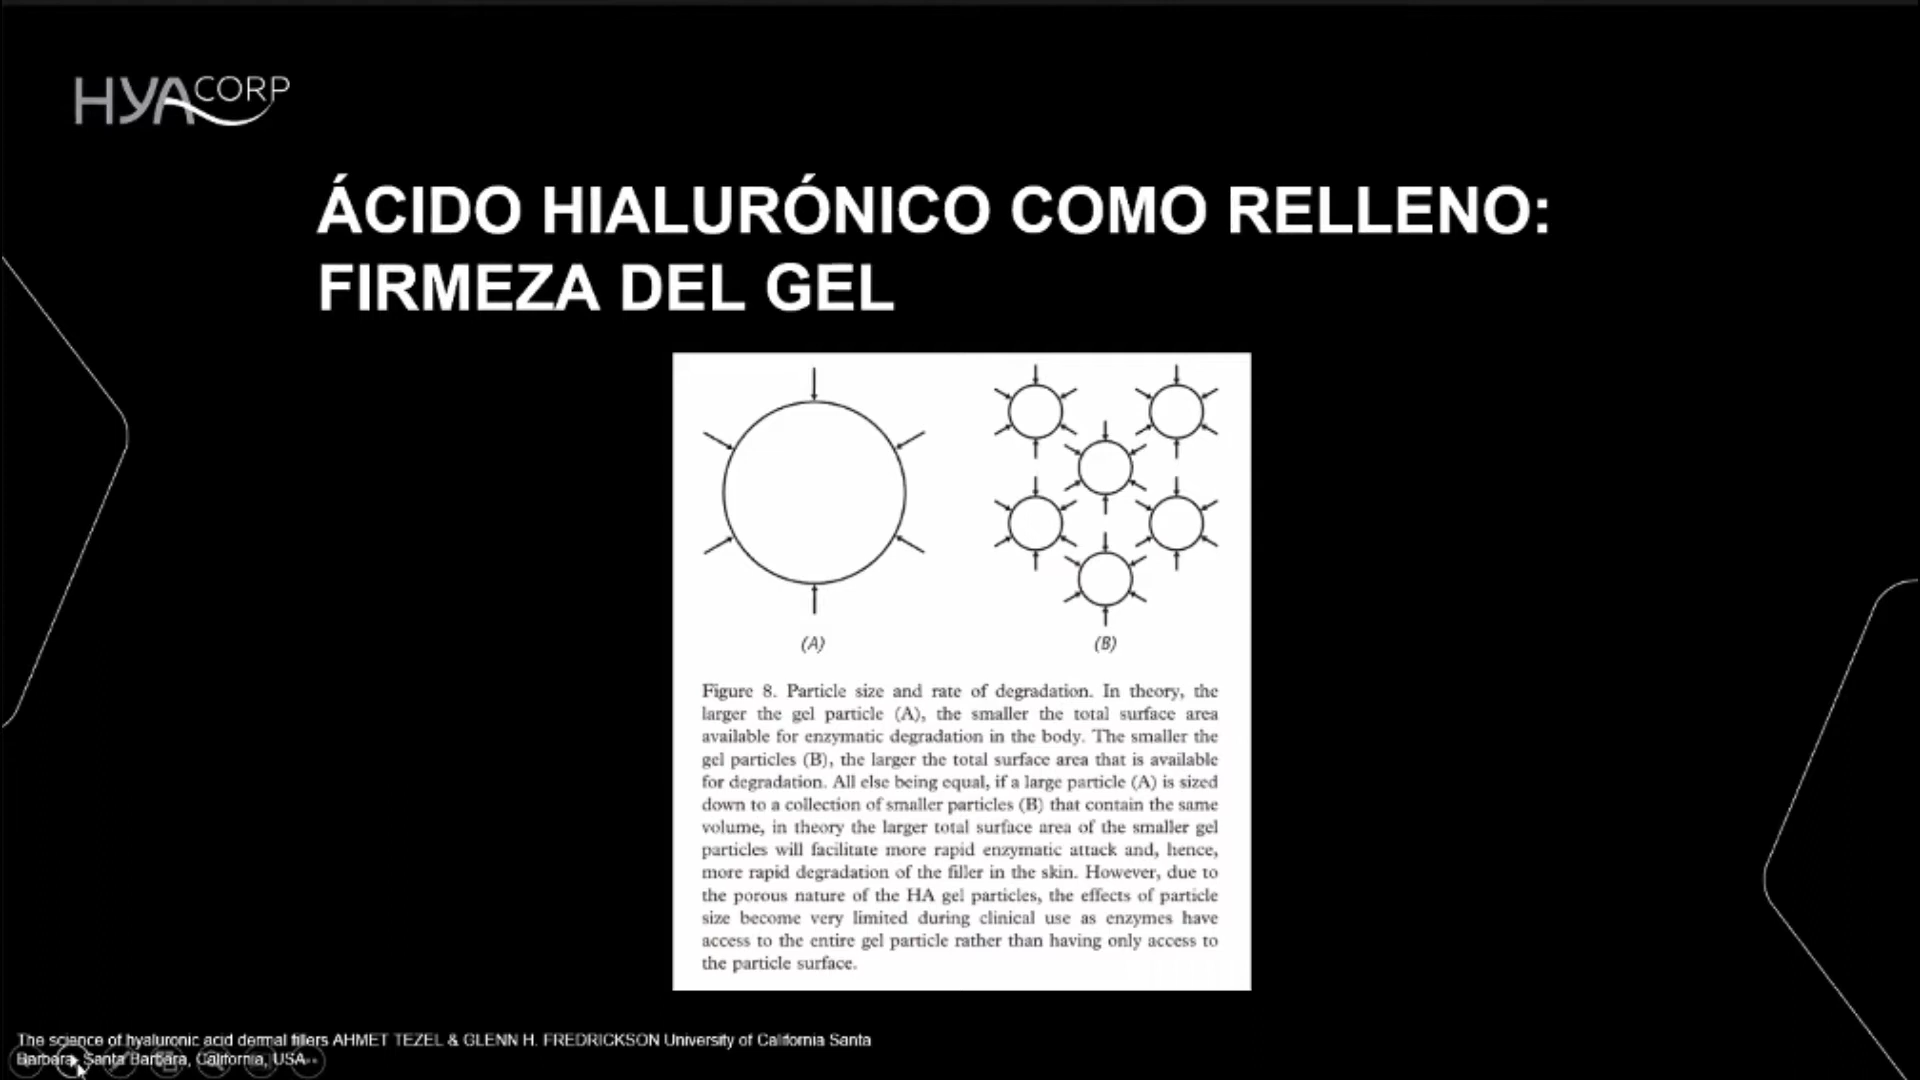 HYACORP
ÁCIDO HIALURÓNICO COMO RELLENO:
FIRMEZA DEL GEL
(A)
(B)
Figure 8. Particle size and rate of degradation. In theory, the
larger the gel particle (A), the smaller the total surface area
available for enzymatic degradation in the body. The smaller the
gel particles (B), the larger the total surface area that is available
for degradation. All else being equal, if a large particle (A) is sized
down to a collection of smaller particles (B) that contain the same
volume, in theory the larger total surface area of the smaller gel
particles will facilitate more rapid enzymatic attack and, hence,
more rapid degradation of the filler in the skin. However, due to
the porous nature of the HA gel particles, the effects of particle
size become very limited during clinical use as enzymes have
access to the entire gel particle rather than having only access to
the particle surface.
The science of hyaluronic acid dermal fillers AHMET TEZEL & GLENN H. FREDRICKSON University of California Santa
Barbara, Santa Barbara, California, USA